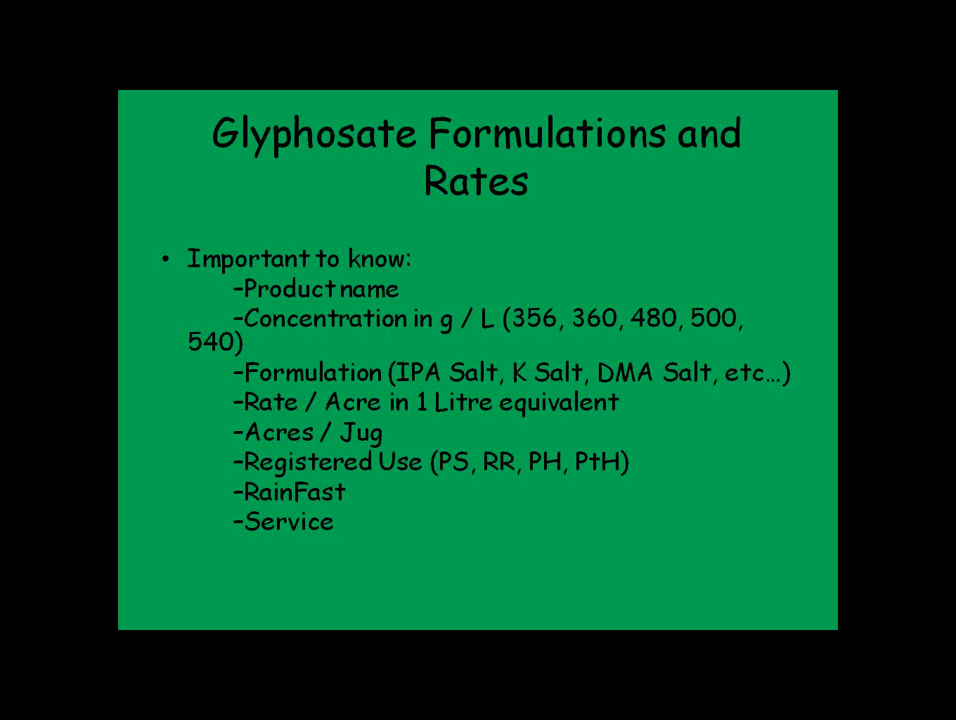 Glyphosate Formulations and
Rates
• Important to know:
–Product name
–Concentration in g / L (356, 360, 480, 500,
540)
–Formulation (IPA Salt, K Salt, DMA Salt, etc…)
–Rate / Acre in 1 Litre equivalent
–Acres / Jug
–Registered Use (PS, RR, PH, PtH)
–RainFast
–Service